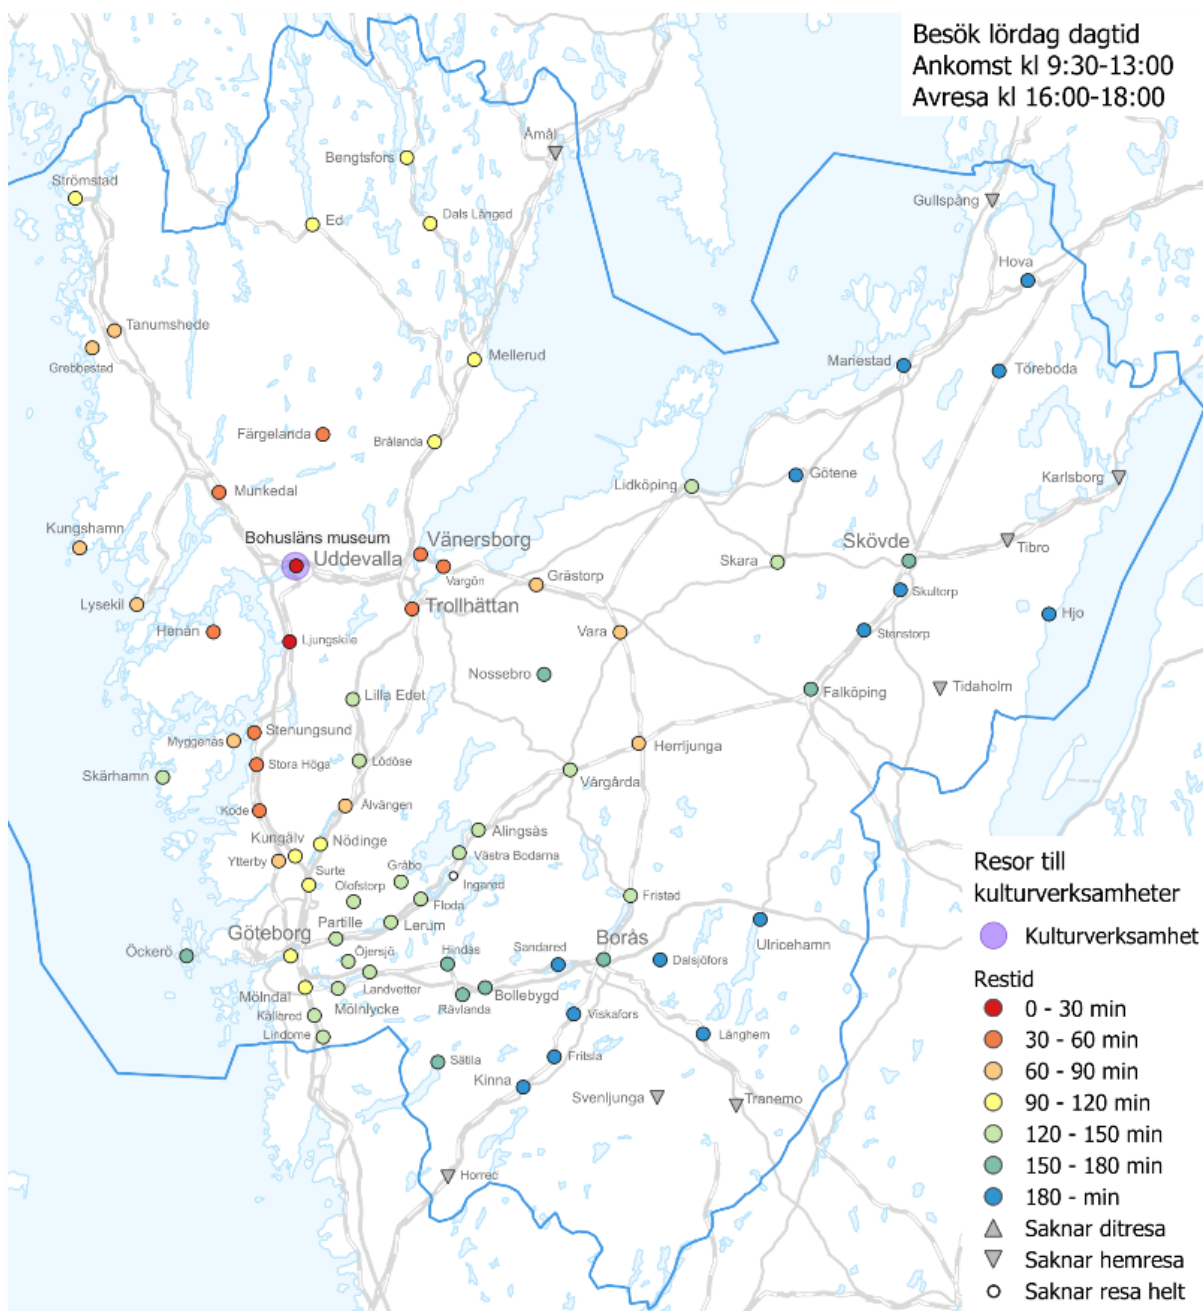 Besök lördag dagtid
Ankomst kl 9:30-13:00
Avresa kl 16:00-18:00
Åmål
Bengtsfors
Strömstad
Gullspång
Ed
Dals Långed
Hova
Tanumshede
Grebbestad
Mellerud
Mariestad
Töreboda
Färgelanda
Brålanda
Lidköping
Götene
Karlsborg
Munkedal
Kungshamn
Bohusläns museum
Uddevalla
Vänersborg
Vargön
Grästorp
Skara
Skövde
Tibro
Skultorp
Lysekil
Trollhättan
Henån
Ljungskile
Vara
Stenstorp
Hjo
Nossebro
Lilla Edet
Falköping
Tidaholm
Stenungsund
Myggenäs
Herrljunga
Stora Höga
Lödöse
Skärhamn
Vårgårda
Kode
Älvängen
Alingsås
Kungälv
Nödinge
Västra Bodarna
Ytterby
Gråbo
Surte
Ingared
Olofstorp
Floda
Fristad
Partille
Lerum
Göteborg
Öjersjö
Hindås
Sandared
Borås
Ulricehamn
Öckerö
Dalsjöfors
Mölndal
Landvetter
Bollebygd
Mölnlycke
Rävlanda
Kållered
Viskafors
Lindome
Länghem
Sätila
Fritsla
Kinna
Svenljunga
Tranemo
Horred
Resor till
kulturverksamheter
Kulturverksamhet
Restid
0 - 30 min
30 - 60 min
60 - 90 min
90 - 120 min
120 - 150 min
150 - 180 min
180 - min
Saknar ditresa
Saknar hemresa
Saknar resa helt